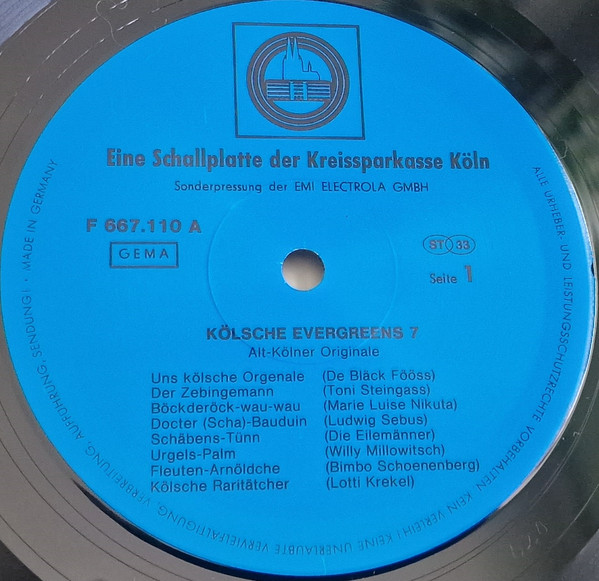 Eine Schallplatte der Kreissparkasse Köln
Sonderpressung der EMI ELECTROLA GMBH
F 667.110 A
GEMA
ST 33
Seite 1
KÖLSCHE EVERGREENS 7
Alt-Kölner Originale
Uns kölsche Orgenale (De Bläck Fööss)
Der Zebingemann (Toni Steingass)
Böckderöck-wau-wau (Marie Luise Nikuta)
Docter (Scha)-Bauduin (Ludwig Sebus)
Schäbens-Tünn (Die Eilemänner)
Urgels-Palm (Willy Millowitsch)
Fleuten-Arnöldche (Bimbo Schoenenberg)
Kölsche Raritätcher (Lotti Krekel)
ALLE URHEBER- UND LEISTUNGSSCHUTZRECHTE VORBEHALTEN. KEIN VERLEIH! KEINE UNERLAUBTE VERVIELFÄLTIGUNG, VERBREITUNG, AUFFÜHRUNG, SENDUNG! · MADE IN GERMANY